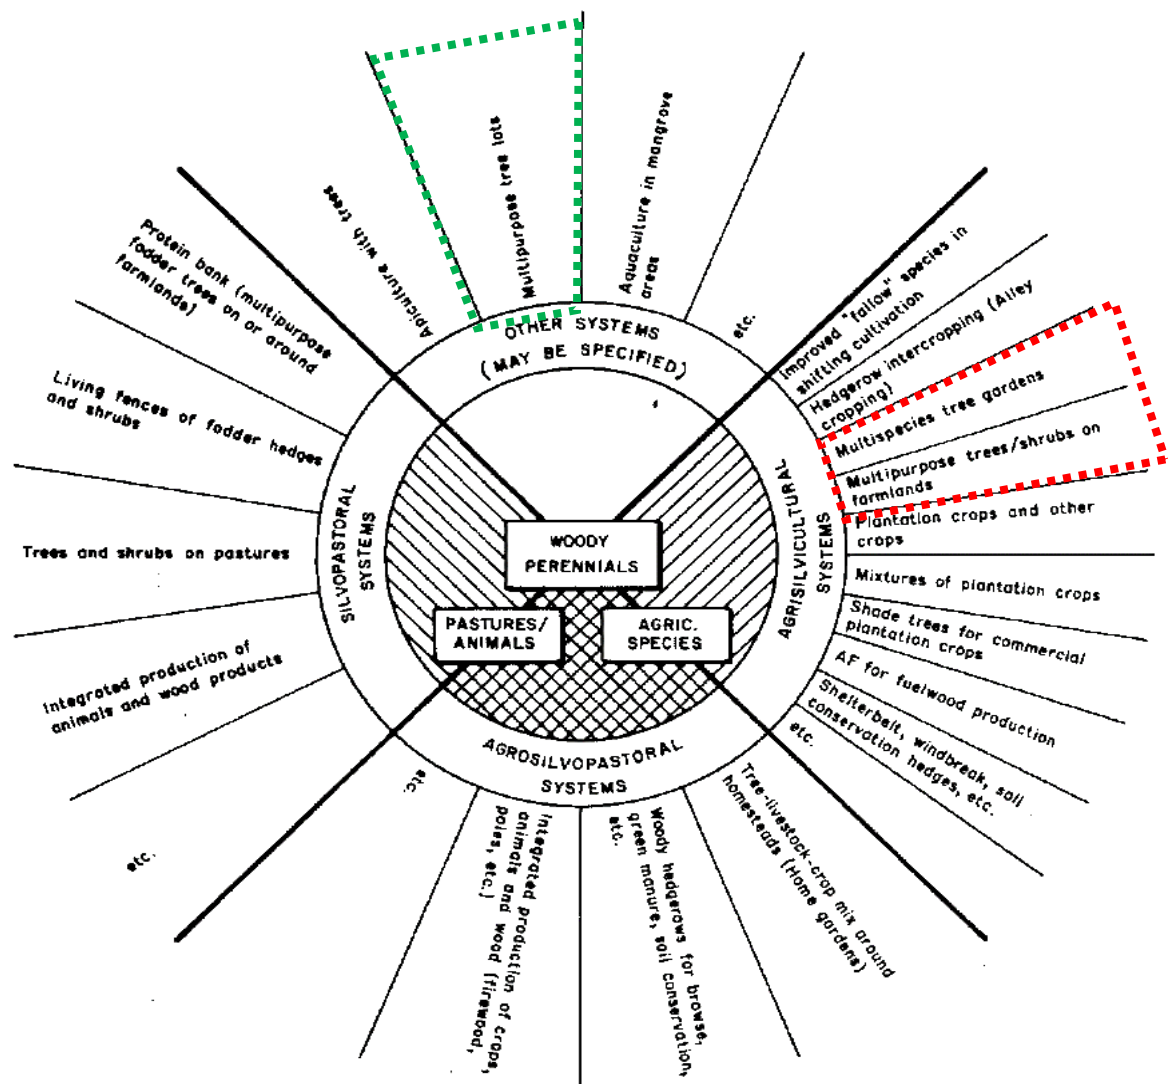 Apiculture with trees
Multipurpose tree lots
Aquaculture in mangrove
areas
etc.
OTHER SYSTEMS
(MAY BE SPECIFIED)
Improved "fallow" species in
shifting cultivation
Hedgerow intercropping (Alley
cropping)
Multispecies tree gardens
Multipurpose trees/shrubs on
farmlands
Plantation crops and other
crops
Mixtures of plantation crops
Shade trees for commercial
plantation crops
AF for fuelwood production
Shelterbelt, windbreak, soil
conservation hedges, etc.
etc.
AGRISILVICULTURAL
SYSTEMS
Tree-livestock-crop mix around
homesteads (Home gardens)
Woody hedgerows for browse,
green manure, soil conservation,
etc.
Integrated production of crops,
animals and wood (firewood,
poles, etc.)
etc.
AGROSILVOPASTORAL
SYSTEMS
etc.
Integrated production of
animals and wood products
Trees and shrubs on pastures
Living fences of fodder hedges
and shrubs
Protein bank (multipurpose
fodder trees on or around
farmlands)
SILVOPASTORAL
SYSTEMS
WOODY
PERENNIALS
PASTURES/
ANIMALS
AGRIC.
SPECIES